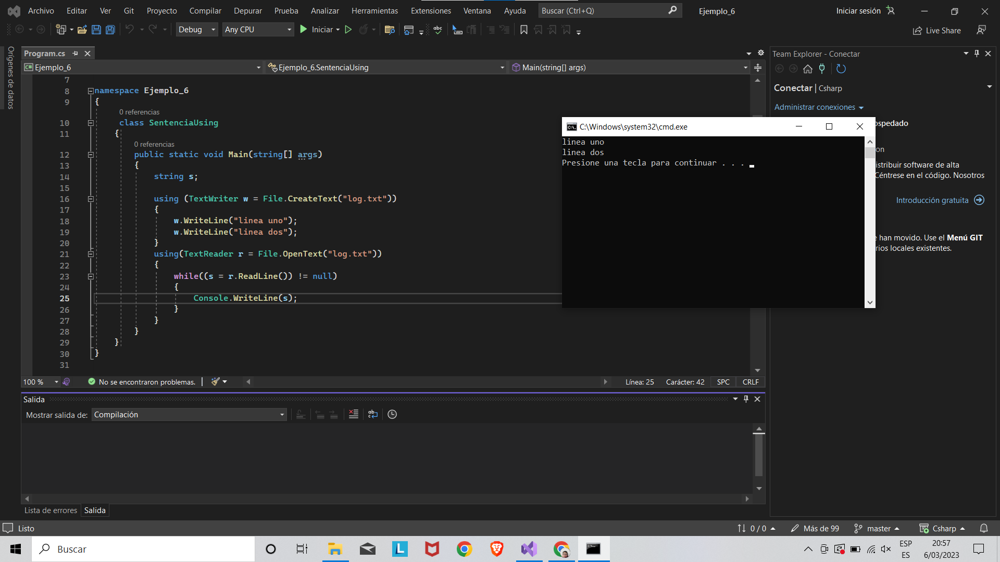 Archivo Editar Ver Git Proyecto Compilar Depurar Prueba Analizar Herramientas Extensiones Ventana Ayuda Buscar (Ctrl+Q) Ejemplo_6 Iniciar sesión
Debug Any CPU Iniciar Live Share
Orígenes de datos
Program.cs
Ejemplo_6 Ejemplo_6.SentenciaUsing Main(string[] args)
7
8 namespace Ejemplo_6
9 {
0 referencias
10 class SentenciaUsing
11 {
0 referencias
12 public static void Main(string[] args)
13 {
14 string s;
15
16 using (TextWriter w = File.CreateText("log.txt"))
17 {
18 w.WriteLine("linea uno");
19 w.WriteLine("linea dos");
20 }
21 using(TextReader r = File.OpenText("log.txt"))
22 {
23 while((s = r.ReadLine()) != null)
24 {
25 Console.WriteLine(s);
26 }
27 }
28 }
29 }
30 }
31
100 % No se encontraron problemas. Línea: 25 Carácter: 42 SPC CRLF
Salida
Mostrar salida de: Compilación
Lista de errores Salida
Team Explorer - Conectar
Conectar | Csharp
Administrar conexiones
ospedado
on
istribuir software de alta
Céntrese en el código. Nosotros
Introducción gratuita
e han movido. Use el Menú GIT
rios locales existentes.
C:\Windows\system32\cmd.exe
linea uno
linea dos
Presione una tecla para continuar . . .
Listo 0 / 0 Más de 99 master Csharp
Buscar
ESP
ES
20:57
6/03/2023